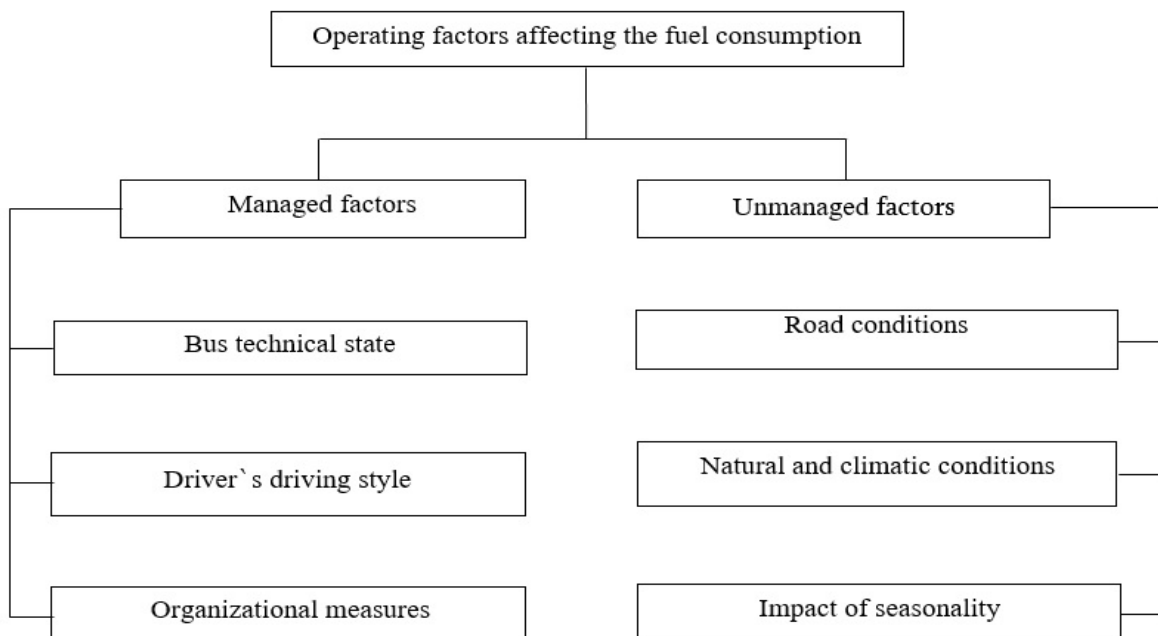 Operating factors affecting the fuel consumption
Managed factors
Unmanaged factors
Bus technical state
Road conditions
Driver`s driving style
Natural and climatic conditions
Organizational measures
Impact of seasonality